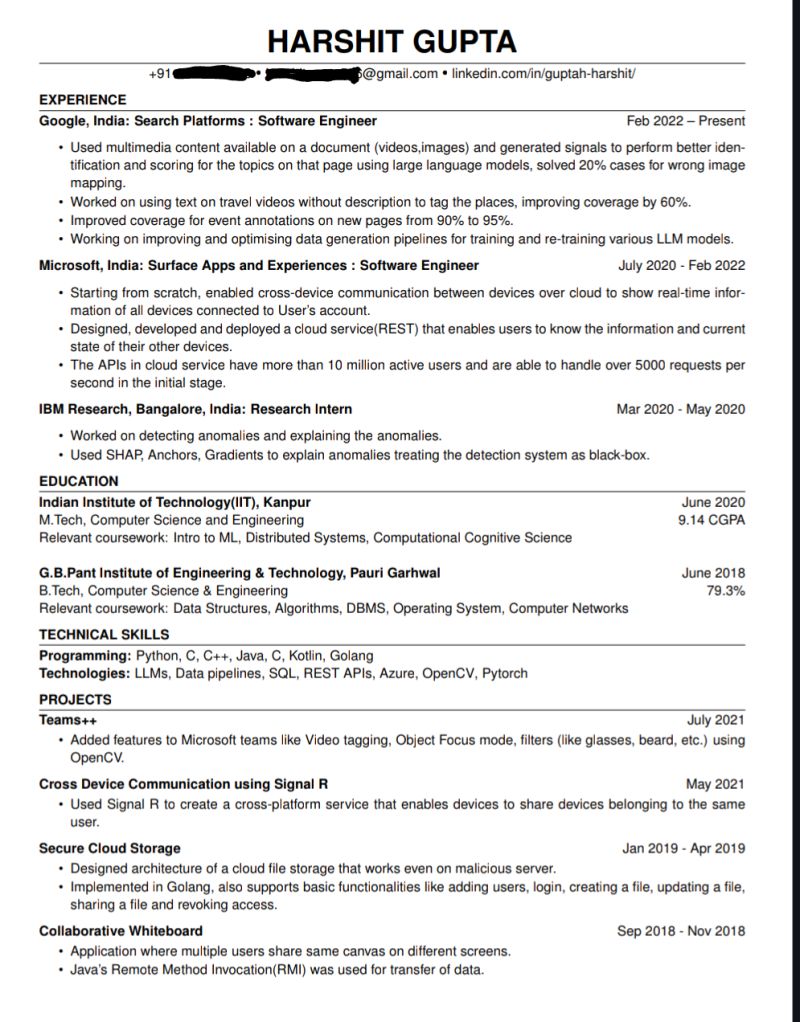 HARSHIT GUPTA
+91 • @gmail.com • linkedin.com/in/guptah-harshit/
EXPERIENCE
Google, India: Search Platforms : Software Engineer Feb 2022 – Present
• Used multimedia content available on a document (videos,images) and generated signals to perform better iden-
tification and scoring for the topics on that page using large language models, solved 20% cases for wrong image
mapping.
• Worked on using text on travel videos without description to tag the places, improving coverage by 60%.
• Improved coverage for event annotations on new pages from 90% to 95%.
• Working on improving and optimising data generation pipelines for training and re-training various LLM models.
Microsoft, India: Surface Apps and Experiences : Software Engineer July 2020 - Feb 2022
• Starting from scratch, enabled cross-device communication between devices over cloud to show real-time infor-
mation of all devices connected to User's account.
• Designed, developed and deployed a cloud service(REST) that enables users to know the information and current
state of their other devices.
• The APIs in cloud service have more than 10 million active users and are able to handle over 5000 requests per
second in the initial stage.
IBM Research, Bangalore, India: Research Intern Mar 2020 - May 2020
• Worked on detecting anomalies and explaining the anomalies.
• Used SHAP, Anchors, Gradients to explain anomalies treating the detection system as black-box.
EDUCATION
Indian Institute of Technology(IIT), Kanpur June 2020
M.Tech, Computer Science and Engineering 9.14 CGPA
Relevant coursework: Intro to ML, Distributed Systems, Computational Cognitive Science
G.B.Pant Institute of Engineering & Technology, Pauri Garhwal June 2018
B.Tech, Computer Science & Engineering 79.3%
Relevant coursework: Data Structures, Algorithms, DBMS, Operating System, Computer Networks
TECHNICAL SKILLS
Programming: Python, C, C++, Java, C, Kotlin, Golang
Technologies: LLMs, Data pipelines, SQL, REST APIs, Azure, OpenCV, Pytorch
PROJECTS
Teams++ July 2021
• Added features to Microsoft teams like Video tagging, Object Focus mode, filters (like glasses, beard, etc.) using
OpenCV.
Cross Device Communication using Signal R May 2021
• Used Signal R to create a cross-platform service that enables devices to share devices belonging to the same
user.
Secure Cloud Storage Jan 2019 - Apr 2019
• Designed architecture of a cloud file storage that works even on malicious server.
• Implemented in Golang, also supports basic functionalities like adding users, login, creating a file, updating a file,
sharing a file and revoking access.
Collaborative Whiteboard Sep 2018 - Nov 2018
• Application where multiple users share same canvas on different screens.
• Java's Remote Method Invocation(RMI) was used for transfer of data.